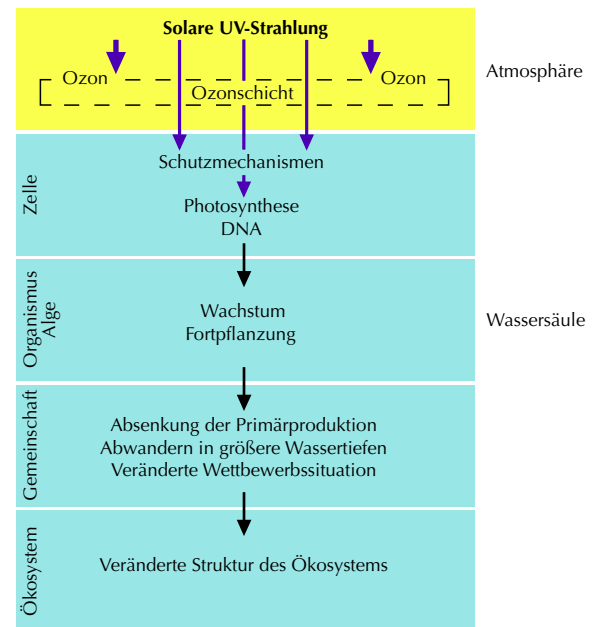 Solare UV-Strahlung
Ozon
Ozon
Ozonschicht
Atmosphäre
Zelle
Schutzmechanismen
Photosynthese
DNA
Organismus
Alge
Wachstum
Fortpflanzung
Wassersäule
Gemeinschaft
Absenkung der Primärproduktion
Abwandern in größere Wassertiefen
Veränderte Wettbewerbssituation
Ökosystem
Veränderte Struktur des Ökosystems